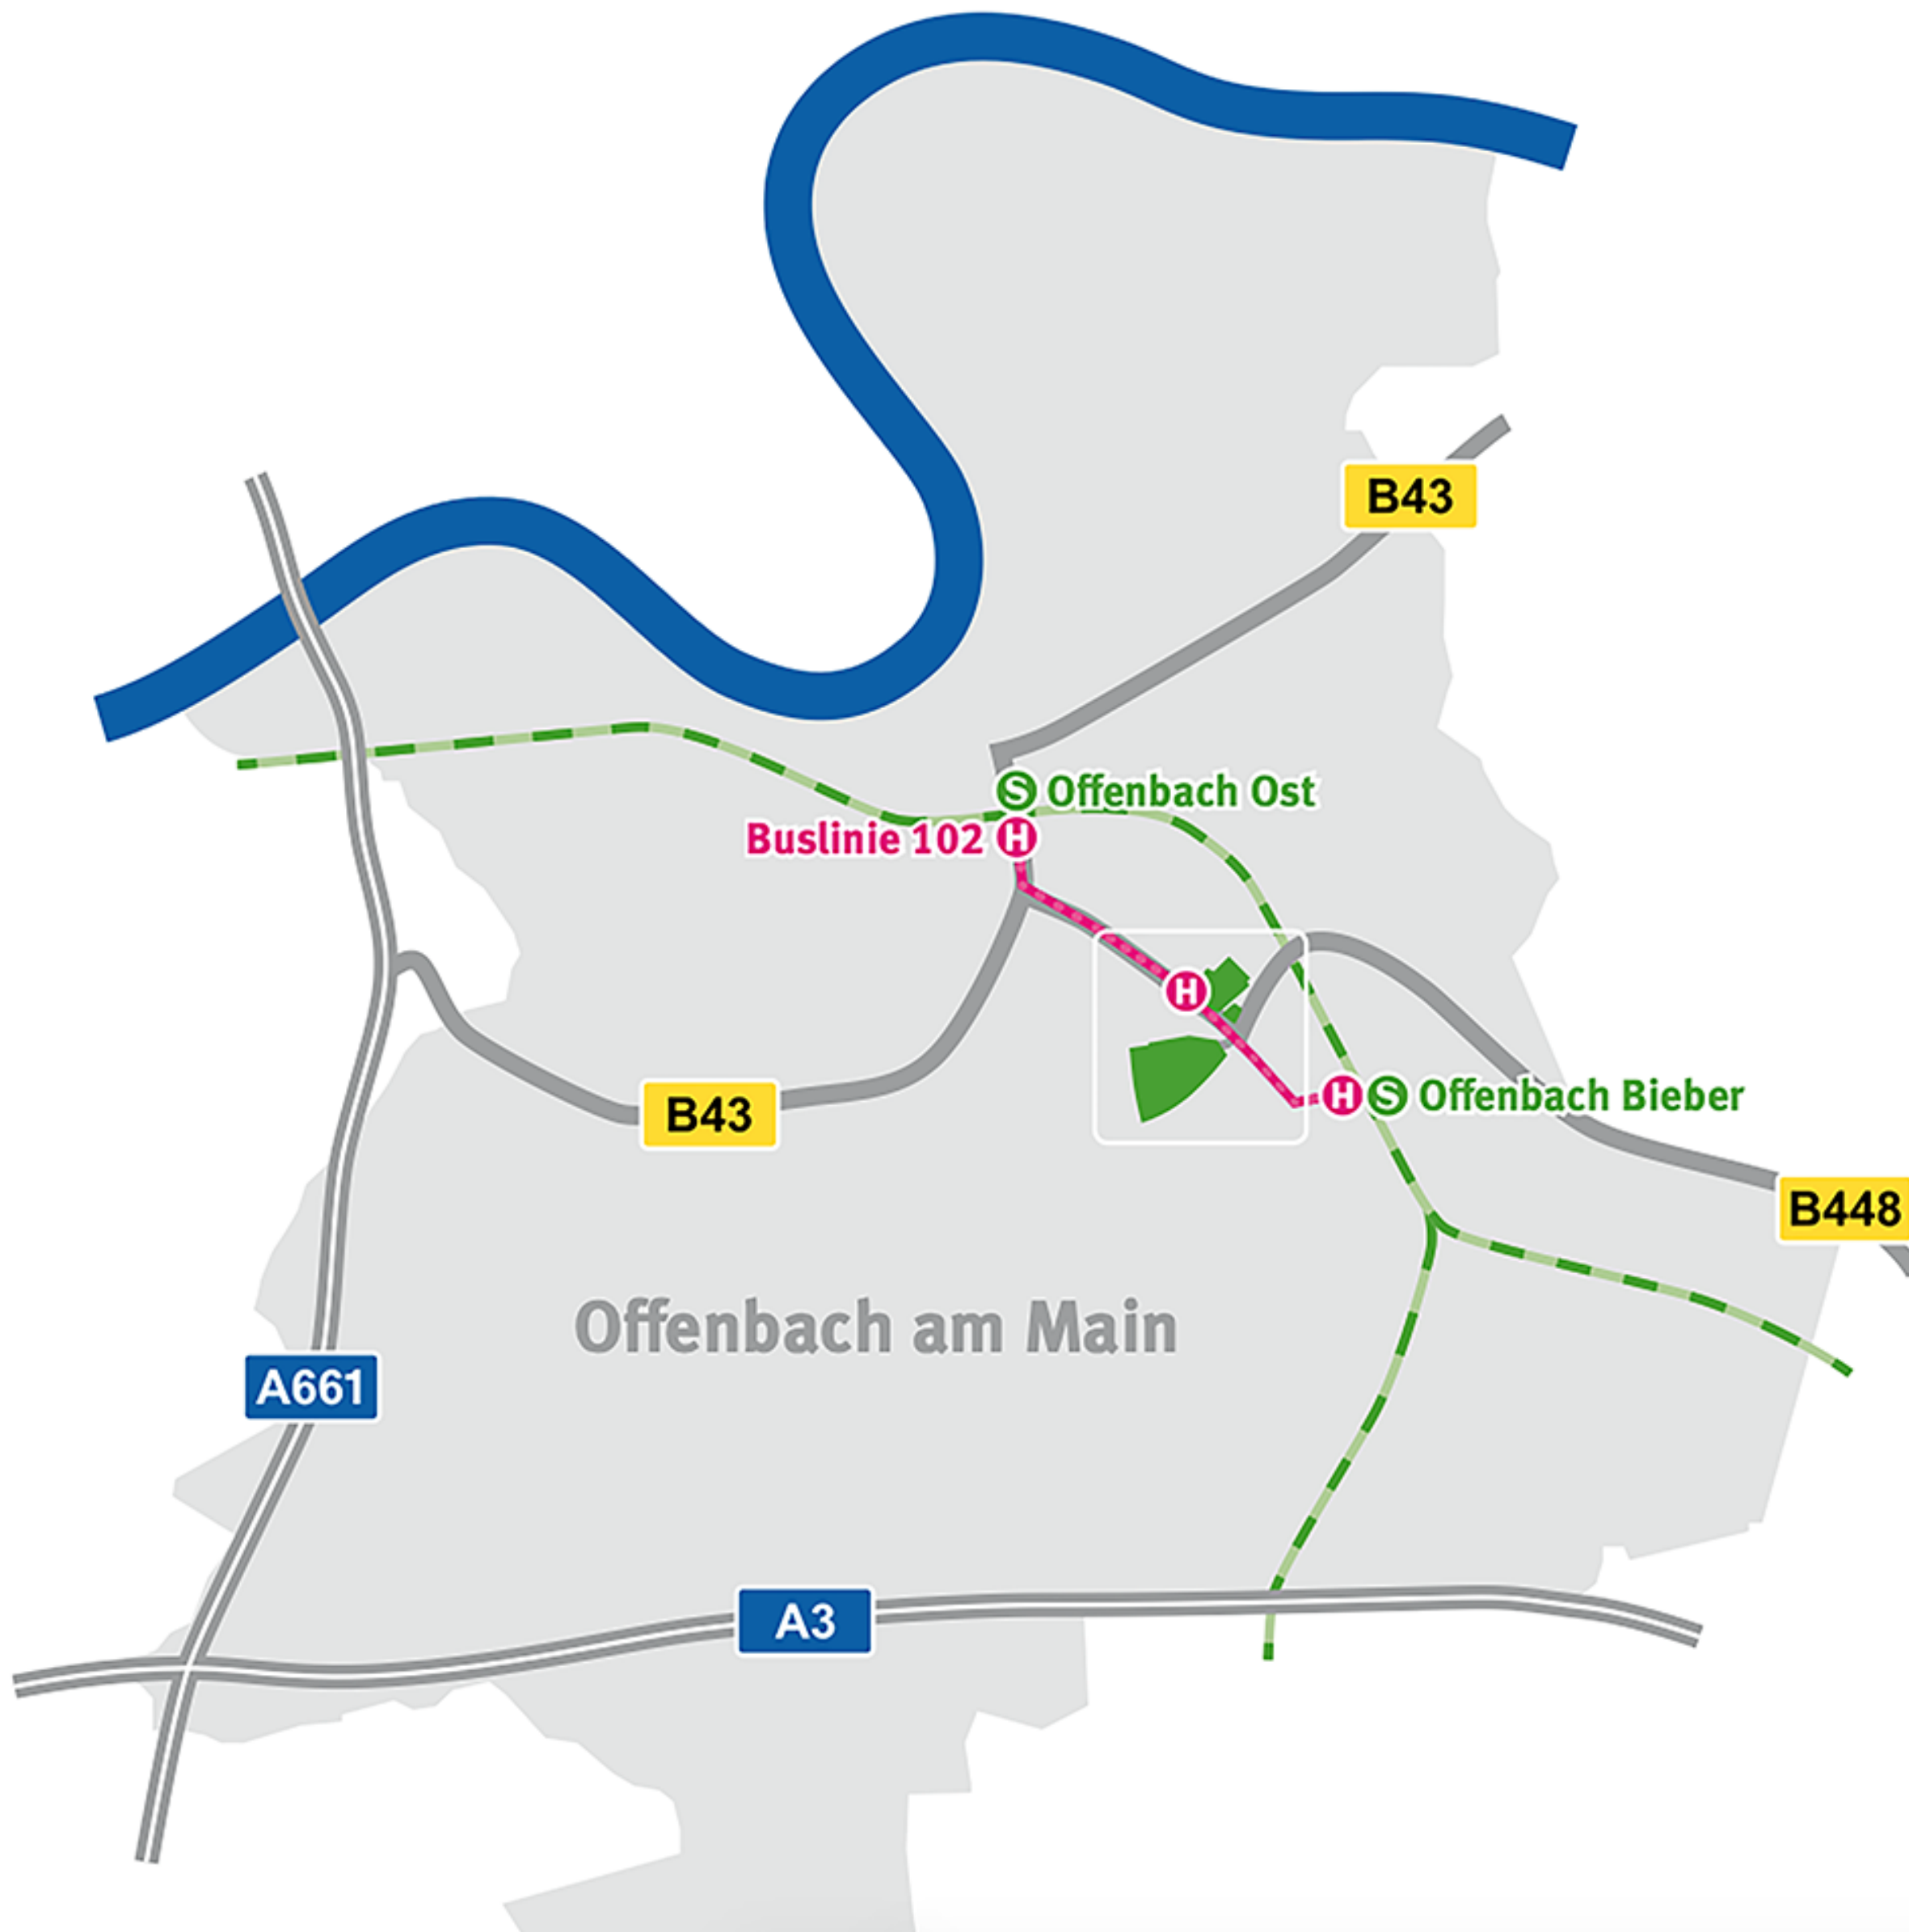 B43
S Offenbach Ost
Buslinie 102 H
H
H S Offenbach Bieber
B43
B448
Offenbach am Main
A661
A3